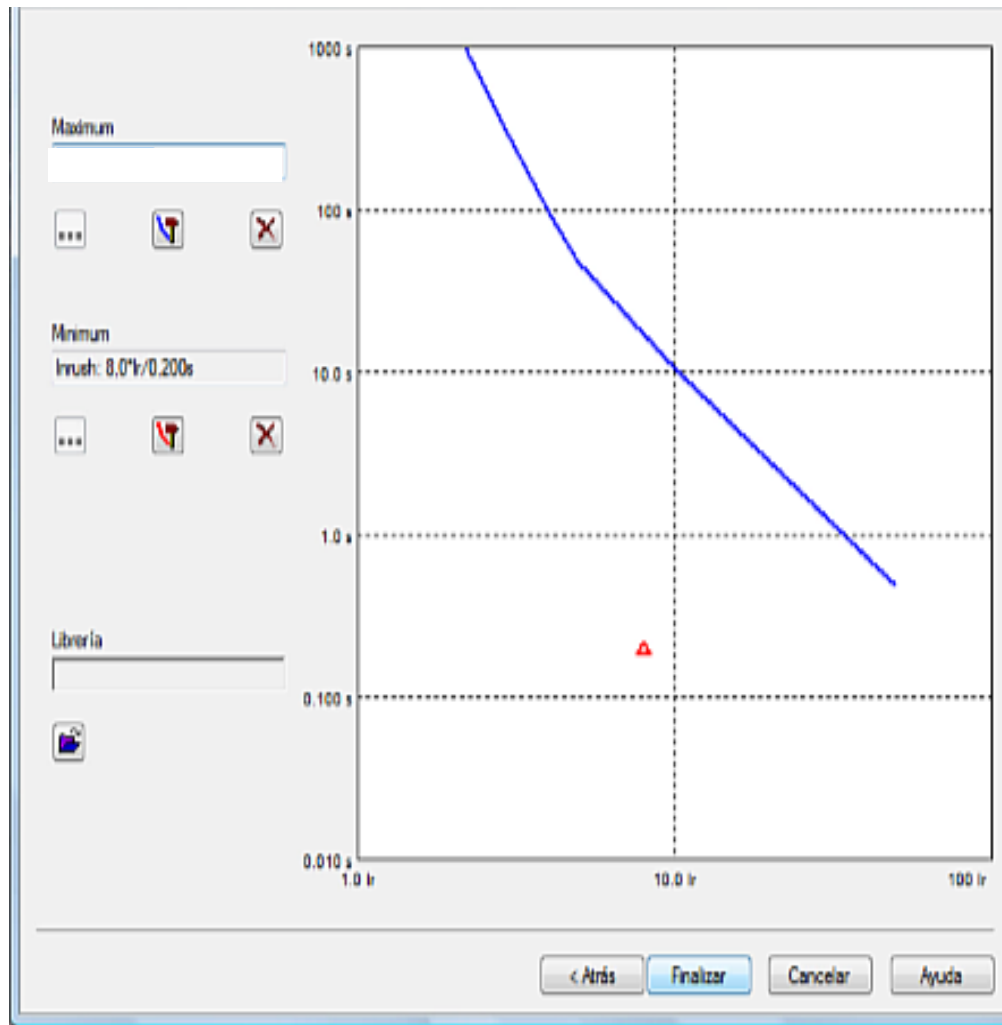 Maximum
...
Minimum
Inrush: 8,0*Ir/0,200s
...
Librería
1000 s
100 s
10.0 s
1.0 s
0.100 s
0.010 s
1.0 Ir
10.0 Ir
100 Ir
< Atrás
Finalizar
Cancelar
Ayuda